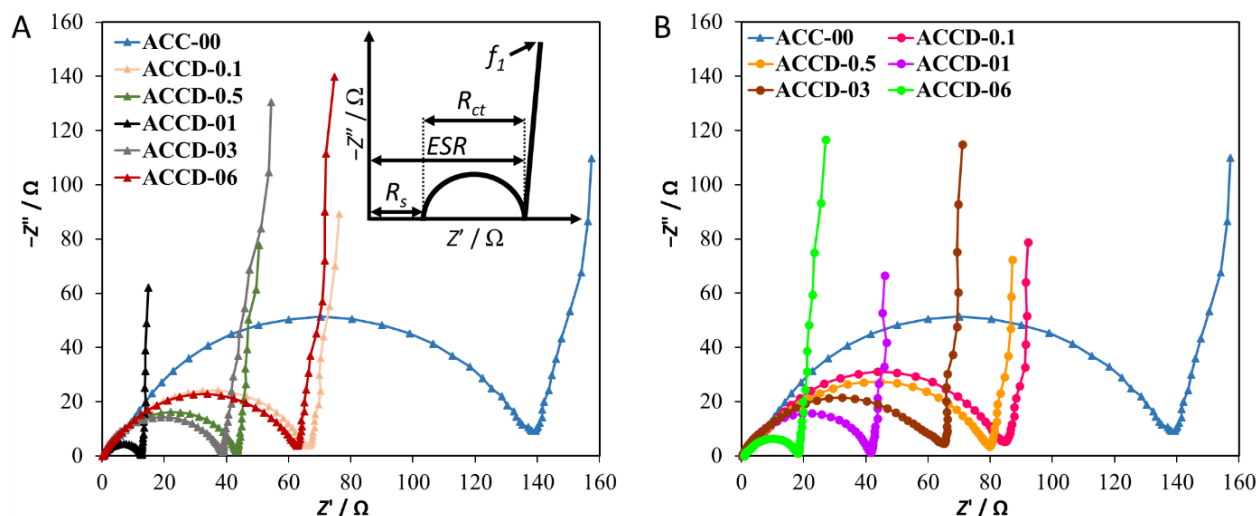 A
ACC-00
ACCD-0.1
ACCD-0.5
ACCD-01
ACCD-03
ACCD-06
−Z'' / Ω
f1
Rct
ESR
Rs
Z' / Ω
160
140
120
100
80
60
40
20
0
−Z'' / Ω
0 20 40 60 80 100 120 140 160
Z' / Ω
B
ACC-00 ACCD-0.1
ACCD-0.5 ACCD-01
ACCD-03 ACCD-06
160
140
120
100
80
60
40
20
0
−Z'' / Ω
0 20 40 60 80 100 120 140 160
Z' / Ω